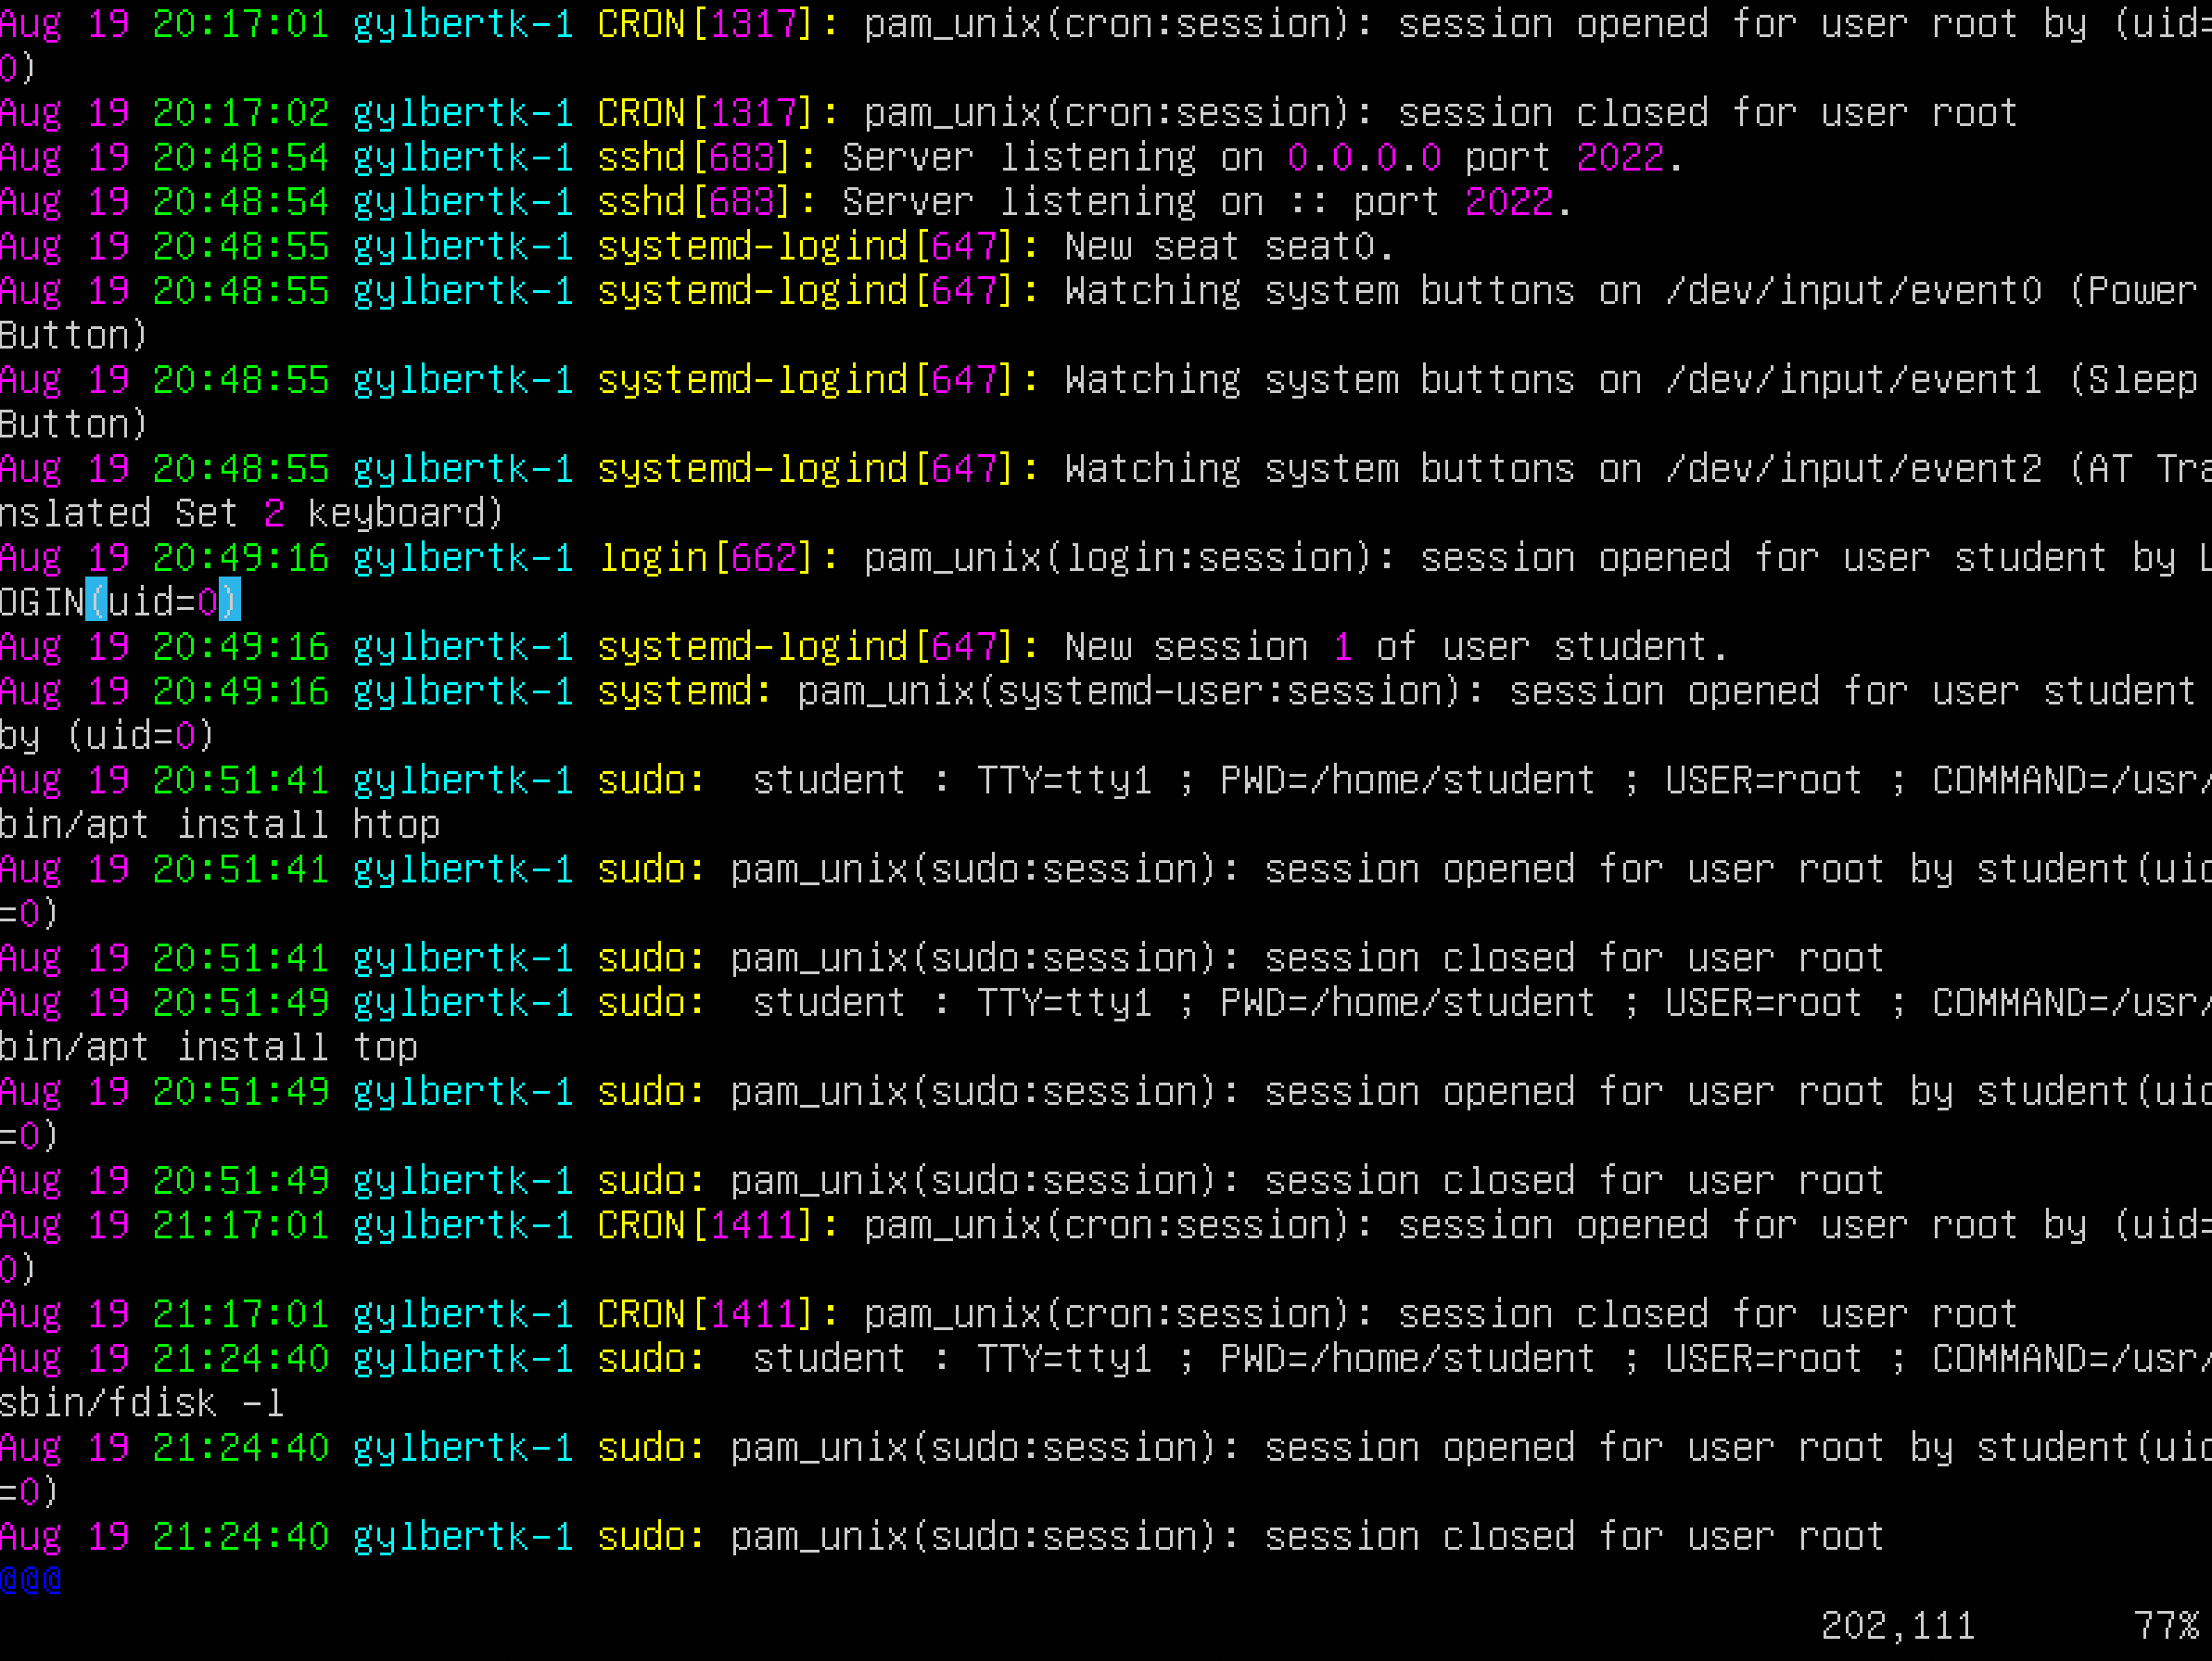 Aug 19 20:17:01 gylbertk-1 CRON[1317]: pam_unix(cron:session): session opened for user root by (uid=
0)
Aug 19 20:17:02 gylbertk-1 CRON[1317]: pam_unix(cron:session): session closed for user root
Aug 19 20:48:54 gylbertk-1 sshd[683]: Server listening on 0.0.0.0 port 2022.
Aug 19 20:48:54 gylbertk-1 sshd[683]: Server listening on :: port 2022.
Aug 19 20:48:55 gylbertk-1 systemd-logind[647]: New seat seat0.
Aug 19 20:48:55 gylbertk-1 systemd-logind[647]: Watching system buttons on /dev/input/event0 (Power
Button)
Aug 19 20:48:55 gylbertk-1 systemd-logind[647]: Watching system buttons on /dev/input/event1 (Sleep
Button)
Aug 19 20:48:55 gylbertk-1 systemd-logind[647]: Watching system buttons on /dev/input/event2 (AT Tra
nslated Set 2 keyboard)
Aug 19 20:49:16 gylbertk-1 login[662]: pam_unix(login:session): session opened for user student by L
OGIN(uid=0)
Aug 19 20:49:16 gylbertk-1 systemd-logind[647]: New session 1 of user student.
Aug 19 20:49:16 gylbertk-1 systemd: pam_unix(systemd-user:session): session opened for user student
by (uid=0)
Aug 19 20:51:41 gylbertk-1 sudo:  student : TTY=tty1 ; PWD=/home/student ; USER=root ; COMMAND=/usr/
bin/apt install htop
Aug 19 20:51:41 gylbertk-1 sudo: pam_unix(sudo:session): session opened for user root by student(uid
=0)
Aug 19 20:51:41 gylbertk-1 sudo: pam_unix(sudo:session): session closed for user root
Aug 19 20:51:49 gylbertk-1 sudo:  student : TTY=tty1 ; PWD=/home/student ; USER=root ; COMMAND=/usr/
bin/apt install top
Aug 19 20:51:49 gylbertk-1 sudo: pam_unix(sudo:session): session opened for user root by student(uid
=0)
Aug 19 20:51:49 gylbertk-1 sudo: pam_unix(sudo:session): session closed for user root
Aug 19 21:17:01 gylbertk-1 CRON[1411]: pam_unix(cron:session): session opened for user root by (uid=
0)
Aug 19 21:17:01 gylbertk-1 CRON[1411]: pam_unix(cron:session): session closed for user root
Aug 19 21:24:40 gylbertk-1 sudo:  student : TTY=tty1 ; PWD=/home/student ; USER=root ; COMMAND=/usr/
sbin/fdisk -l
Aug 19 21:24:40 gylbertk-1 sudo: pam_unix(sudo:session): session opened for user root by student(uid
=0)
Aug 19 21:24:40 gylbertk-1 sudo: pam_unix(sudo:session): session closed for user root
@@@
202,111 77%